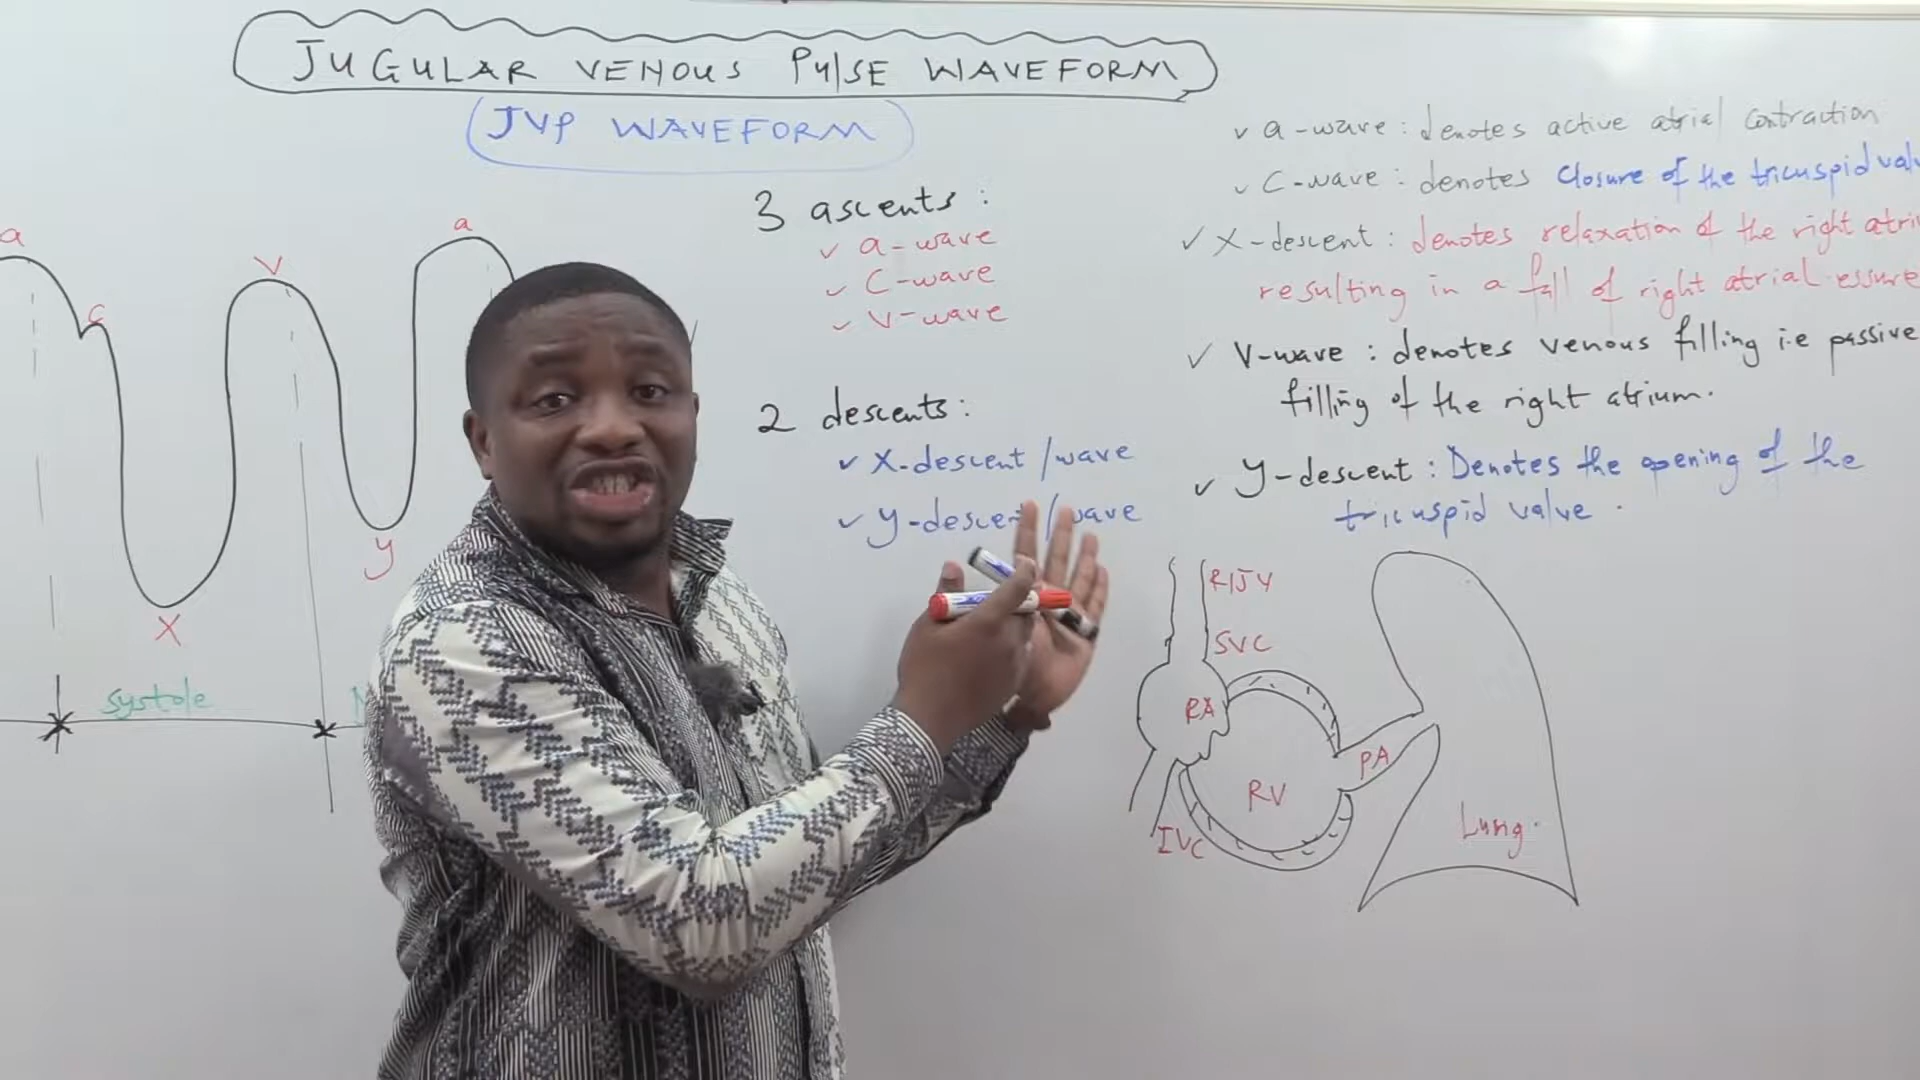 JUGULAR VENOUS PULSE WAVEFORM
JVP WAVEFORM
a
c
X
V
y
a
systole
3 ascents:
✓ a-wave
✓ C-wave
✓ V-wave
2 descents:
✓ X-descent/wave
✓ y-descent/wave
✓ a-wave: denotes active atrial contraction
✓ C-wave: denotes closure of the tricuspid
✓ X-descent: denotes relaxation of the right
resulting in a fall of right atrial
✓ V-wave: denotes venous filling i.e passive
filling of the right atrium.
✓ y-descent: Denotes the opening of the
tricuspid valve.
RIJV
SVC
RA
RV
IVC
PA
Lung.